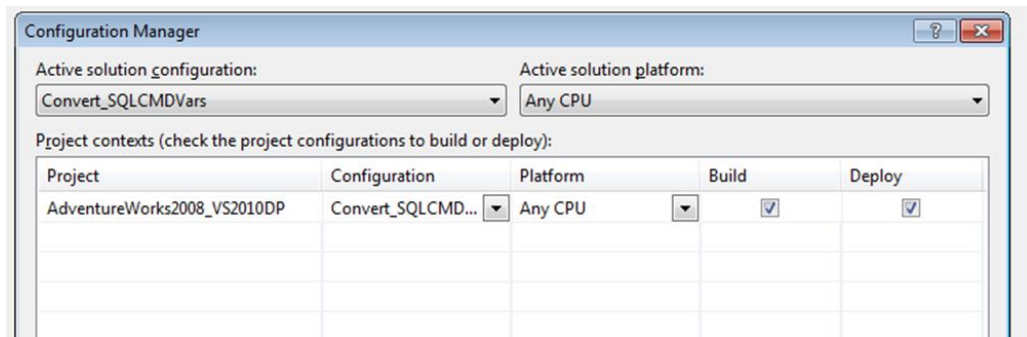 Configuration Manager
Active solution configuration: Active solution platform:
Convert_SQLCMDVars Any CPU
Project contexts (check the project configurations to build or deploy):
Project Configuration Platform Build Deploy
AdventureWorks2008_VS2010DP Convert_SQLCMD... Any CPU